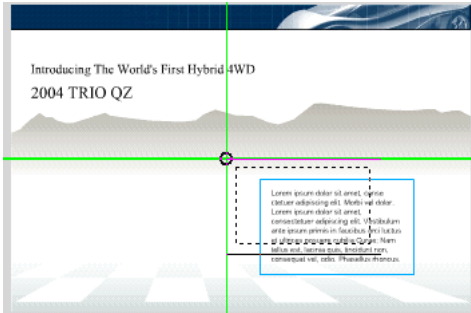 Introducing The World's First Hybrid 4WD
2004 TRIO QZ
Lorem ipsum dolor sit amet, conse
ctetuer adipiscing elit. Morbi vel dolor.
Lorem ipsum dolor sit amet,
consectetuer adipiscing elit. Vestibulum
ante ipsum primis in faucibus orci luctus
et ultrices posuere cubilia Curae; Nam
tellus est, lacinia quis, tincidunt non,
consequat vel, odio. Phasellus rhoncus.